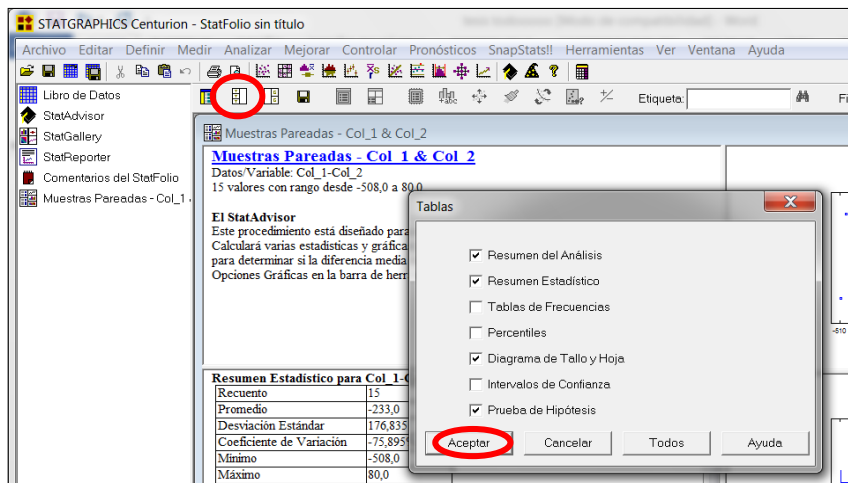 STATGRAPHICS Centurion - StatFolio sin título
Archivo Editar Definir Medir Analizar Mejorar Controlar Pronósticos SnapStats!! Herramientas Ver Ventana Ayuda
Etiqueta:
Fi
Libro de Datos
StatAdvisor
StatGallery
StatReporter
Comentarios del StatFolio
Muestras Pareadas - Col_1
Muestras Pareadas - Col_1 & Col_2
Muestras Pareadas - Col_1 & Col_2
Datos/Variable: Col_1-Col_2
15 valores con rango desde -508,0 a 80,0
El StatAdvisor
Este procedimiento está diseñado para
Calculará varias estadísticas y gráfica
para determinar si la diferencia media
Opciones Gráficas en la barra de herr
Resumen Estadístico para Col_1-
Recuento 15
Promedio -233,0
Desviación Estándar 176,835
Coeficiente de Variación -75,895%
Mínimo -508,0
Máximo 80,0
Tablas
Resumen del Análisis
Resumen Estadístico
Tablas de Frecuencias
Percentiles
Diagrama de Tallo y Hoja
Intervalos de Confianza
Prueba de Hipótesis
Aceptar Cancelar Todos Ayuda
-510